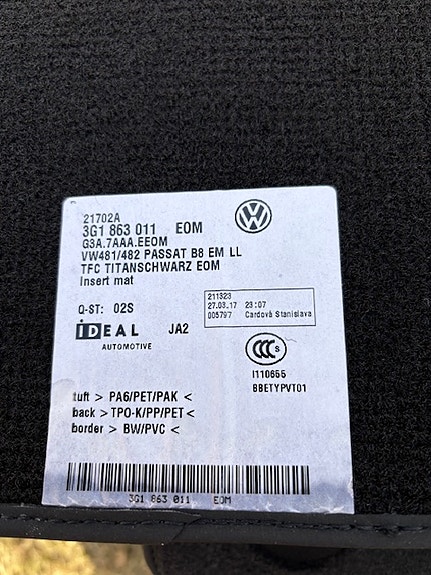 21702A
3G1 863 011 EOM
G3A.7AAA.EEOM
VW481/482 PASSAT B8 EM LL
TFC TITANSCHWARZ EOM
Insert mat
Q-ST: 02S
211323
27.03.17 23:07
005797 Cardová Stanislava
iDEAL JA2
AUTOMOTIVE
CCC S
I110655
BBETYPVT01
tuft > PA6/PET/PAK <
back > TPO-K/PP/PET <
border > BW/PVC <
3G1 863 011 EOM